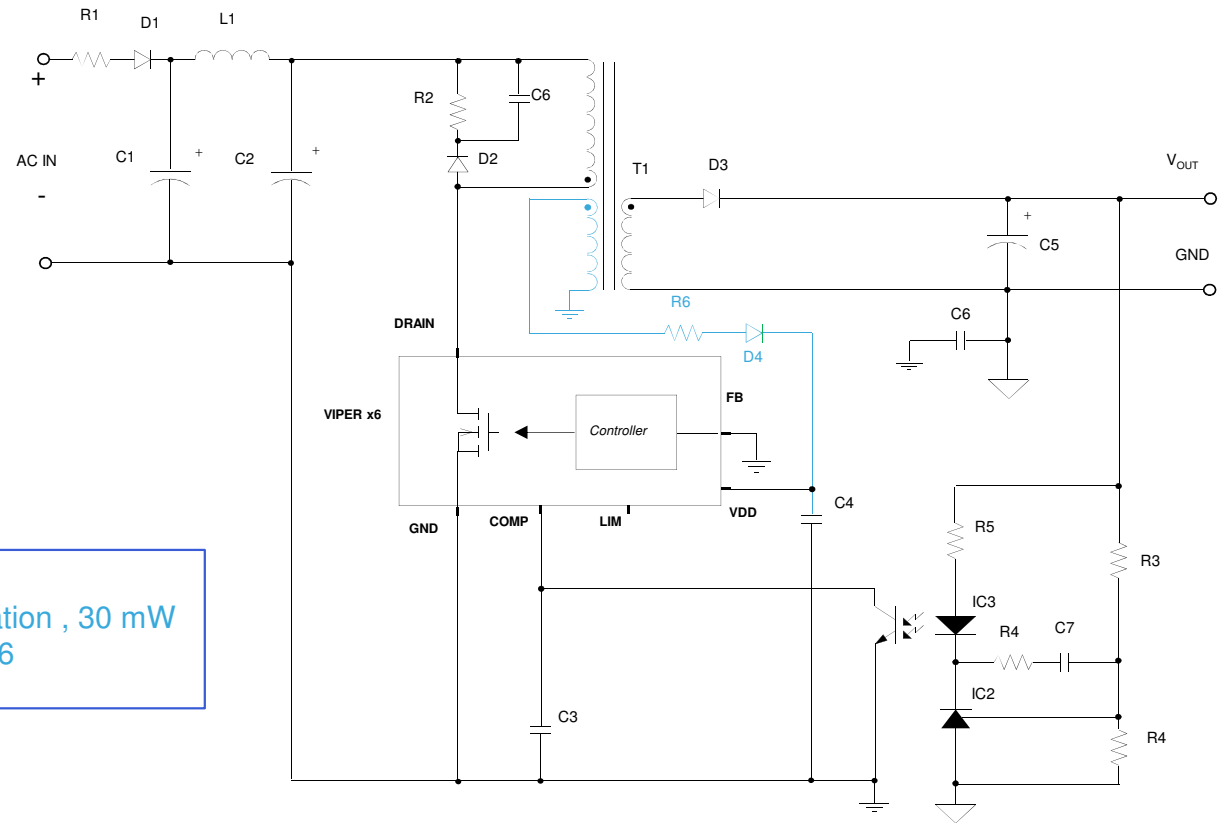 R1
D1
L1
+
AC IN
-
C1
+
C2
+
R2
C6
D2
T1
D3
VOUT
+
C5
GND
R6
D4
C6
DRAIN
VIPER x6
Controller
FB
VDD
GND
COMP
LIM
C4
R5
R3
IC3
R4
C7
IC2
R4
C3
ation , 30 mW
6